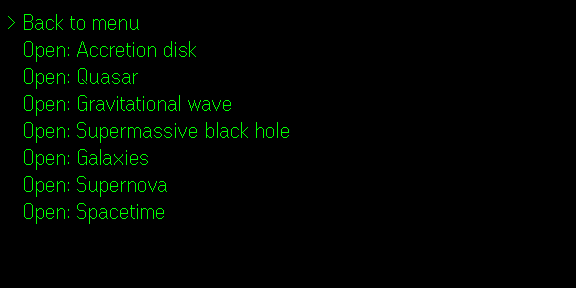 > Back to menu
Open: Accretion disk
Open: Quasar
Open: Gravitational wave
Open: Supermassive black hole
Open: Galaxies
Open: Supernova
Open: Spacetime